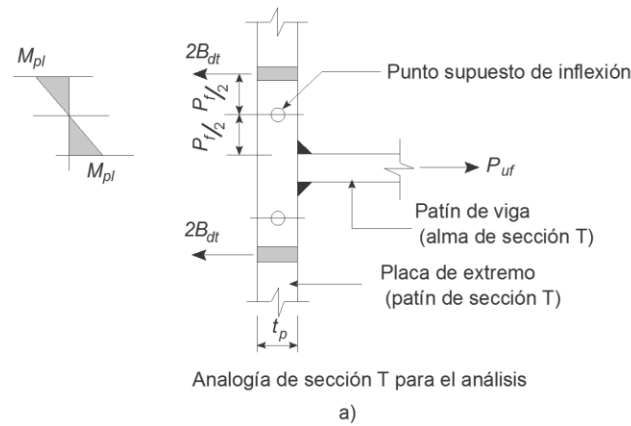 M_pl
M_pl
2B_dt
P_f/2
P_f/2
2B_dt
t_p
Punto supuesto de inflexión
P_uf
Patín de viga
(alma de sección T)
Placa de extremo
(patín de sección T)
Analogía de sección T para el análisis
a)